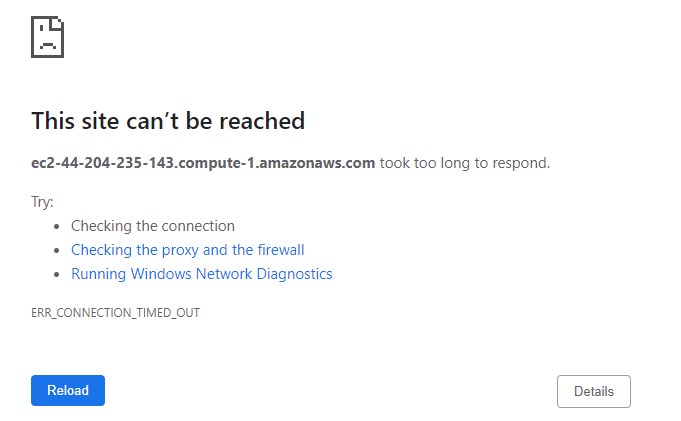 This site can’t be reached
ec2-44-204-235-143.compute-1.amazonaws.com took too long to respond.
Try:
• Checking the connection
• Checking the proxy and the firewall
• Running Windows Network Diagnostics
ERR_CONNECTION_TIMED_OUT
Reload
Details